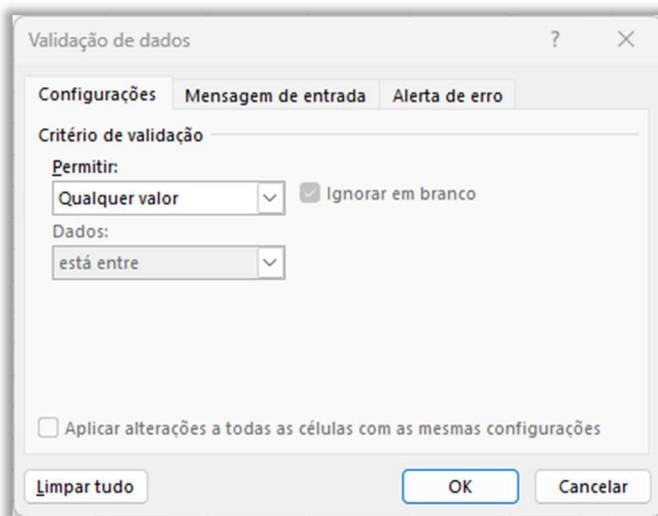 Validação de dados ?
Configurações Mensagem de entrada Alerta de erro
Critério de validação
Permitir:
Qualquer valor Ignorar em branco
Dados:
está entre
Aplicar alterações a todas as células com as mesmas configurações
Limpar tudo OK Cancelar